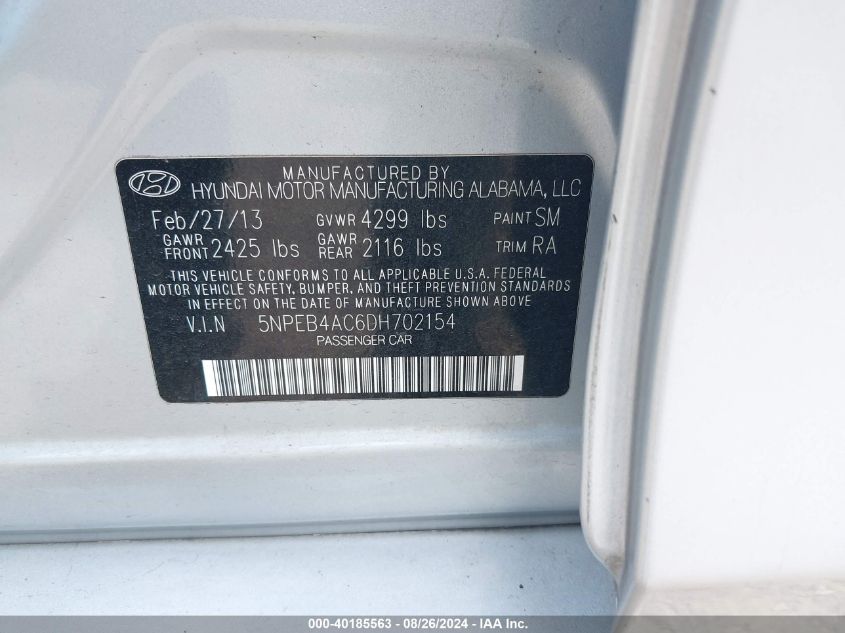 MANUFACTURED BY
HYUNDAI MOTOR MANUFACTURING ALABAMA, LLC
Feb/27/13 GVWR 4299 lbs PAINT SM
GAWR FRONT 2425 lbs GAWR REAR 2116 lbs TRIM RA
THIS VEHICLE CONFORMS TO ALL APPLICABLE U.S.A. FEDERAL
MOTOR VEHICLE SAFETY, BUMPER, AND THEFT PREVENTION STANDARDS
IN EFFECT ON THE DATE OF MANUFACTURE SHOWN ABOVE
V.I.N 5NPEB4AC6DH702154
PASSENGER CAR
000-40185563 - 08/26/2024 - IAA Inc.